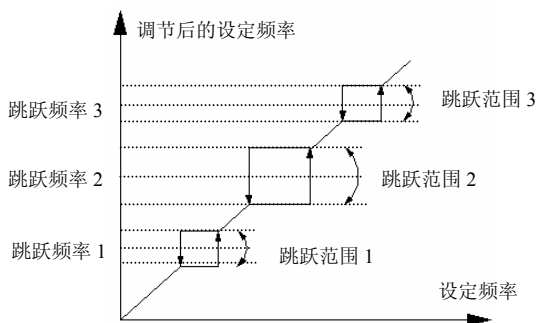 调节后的设定频率
跳跃频率 3
跳跃范围 3
跳跃频率 2
跳跃范围 2
跳跃频率 1
跳跃范围 1
设定频率